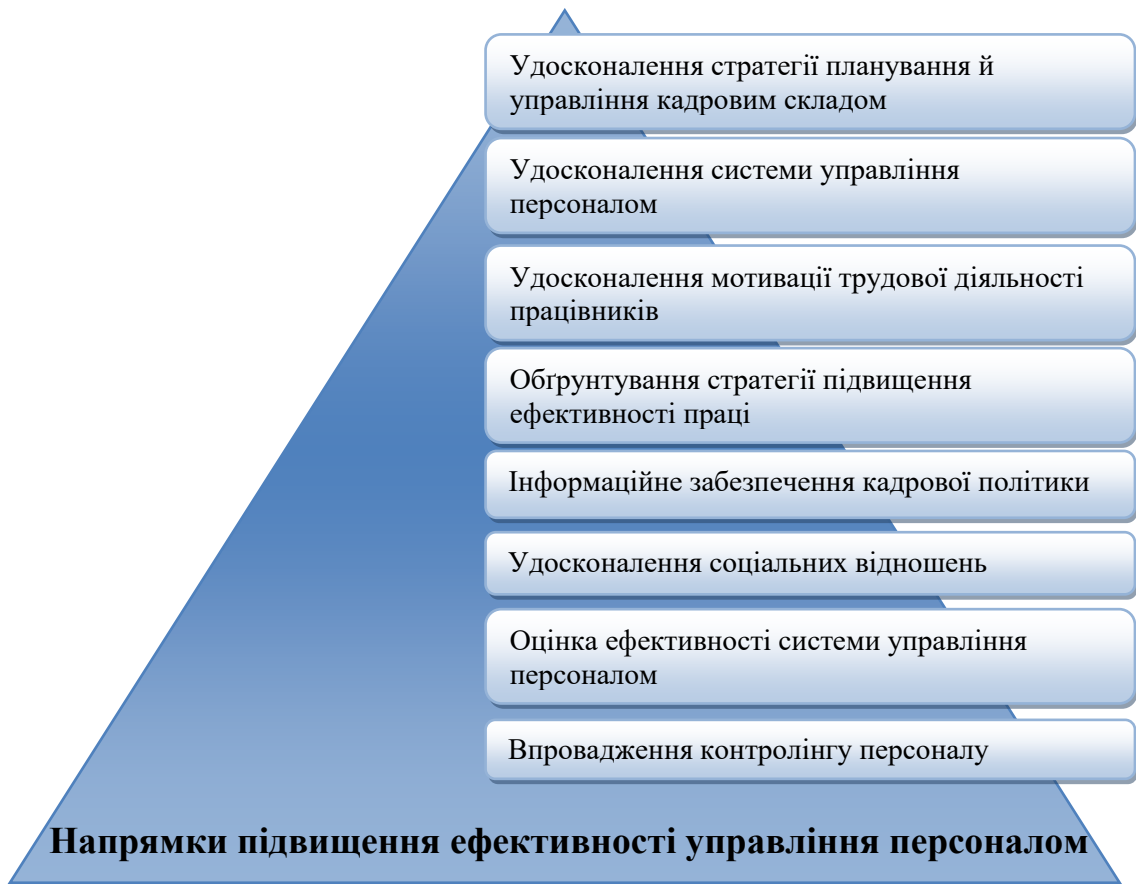 Удосконалення стратегії планування й
управління кадровим складом
Удосконалення системи управління
персоналом
Удосконалення мотивації трудової діяльності
працівників
Обґрунтування стратегії підвищення
ефективності праці
Інформаційне забезпечення кадрової політики
Удосконалення соціальних відношень
Оцінка ефективності системи управління
персоналом
Впровадження контролінгу персоналу
Напрямки підвищення ефективності управління персоналом